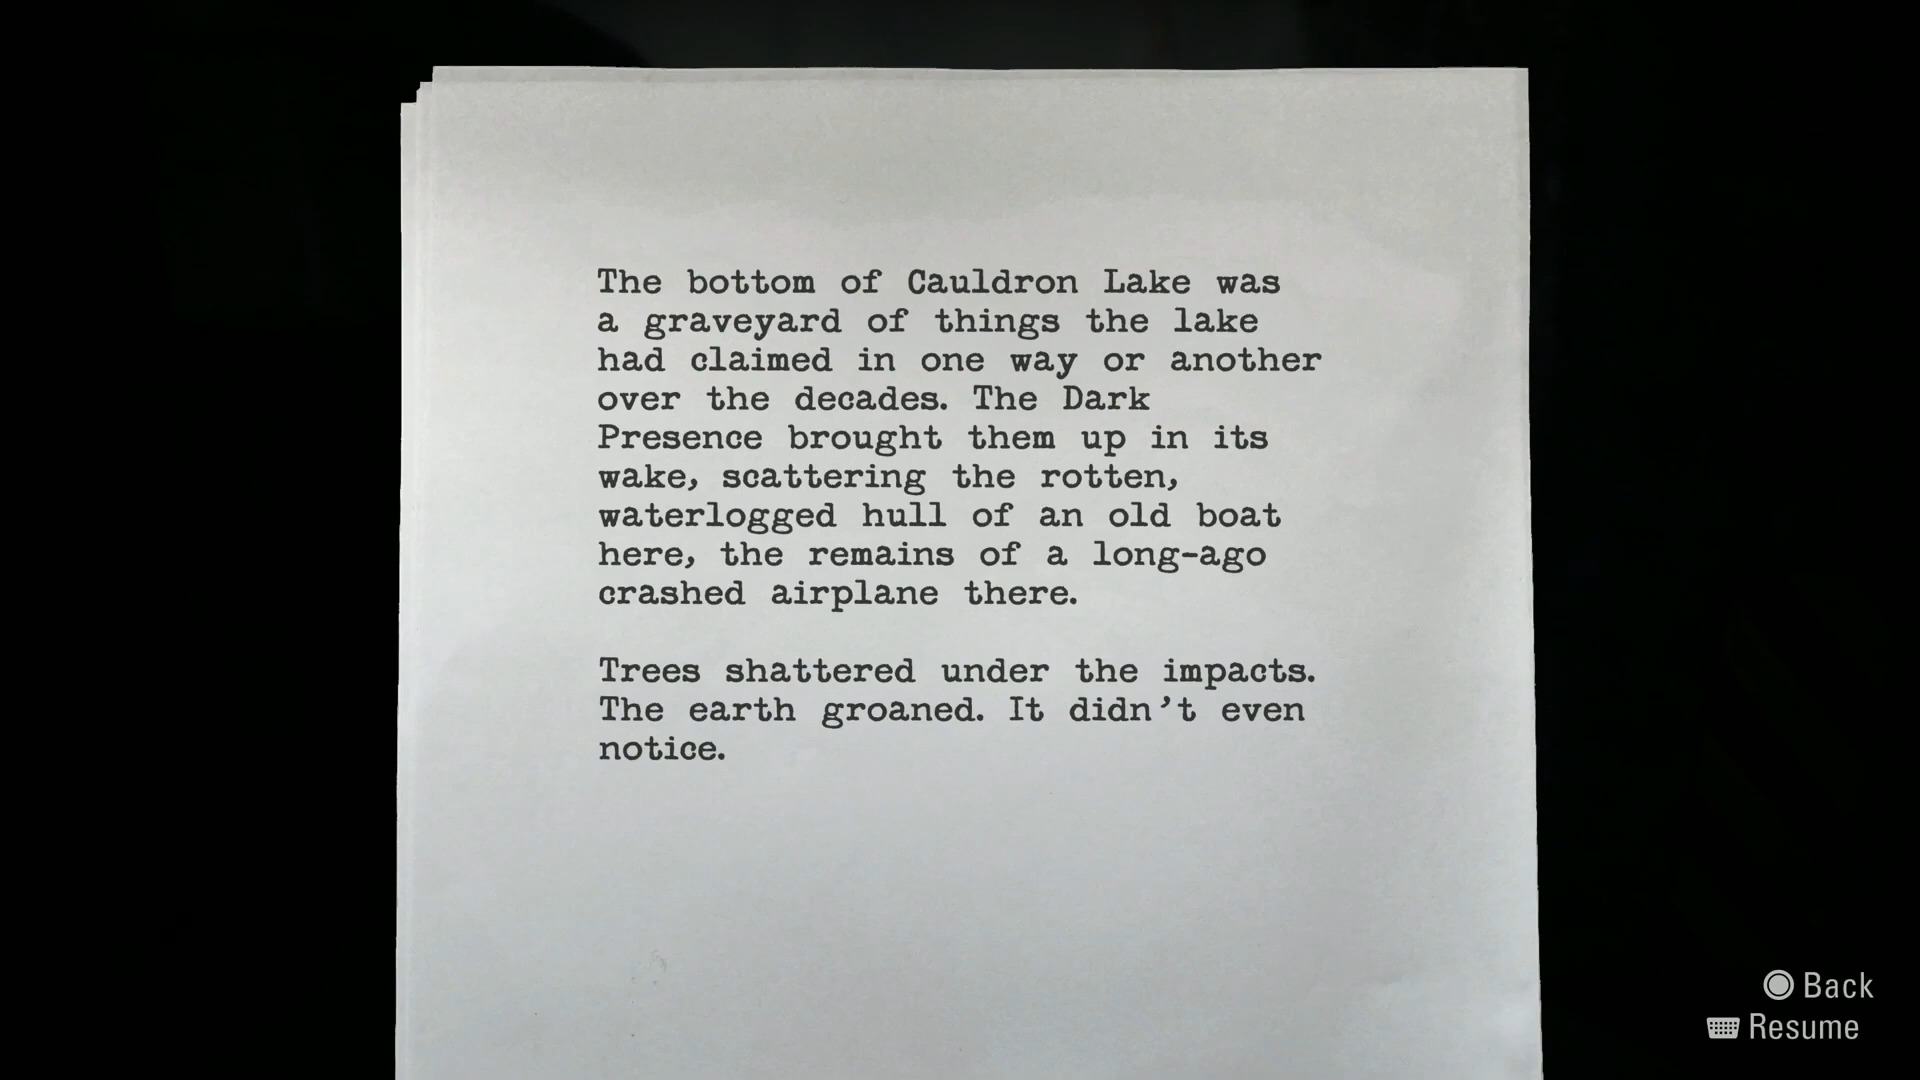 The bottom of Cauldron Lake was
a graveyard of things the lake
had claimed in one way or another
over the decades. The Dark
Presence brought them up in its
wake, scattering the rotten,
waterlogged hull of an old boat
here, the remains of a long-ago
crashed airplane there.
Trees shattered under the impacts.
The earth groaned. It didn't even
notice.
Back
Resume